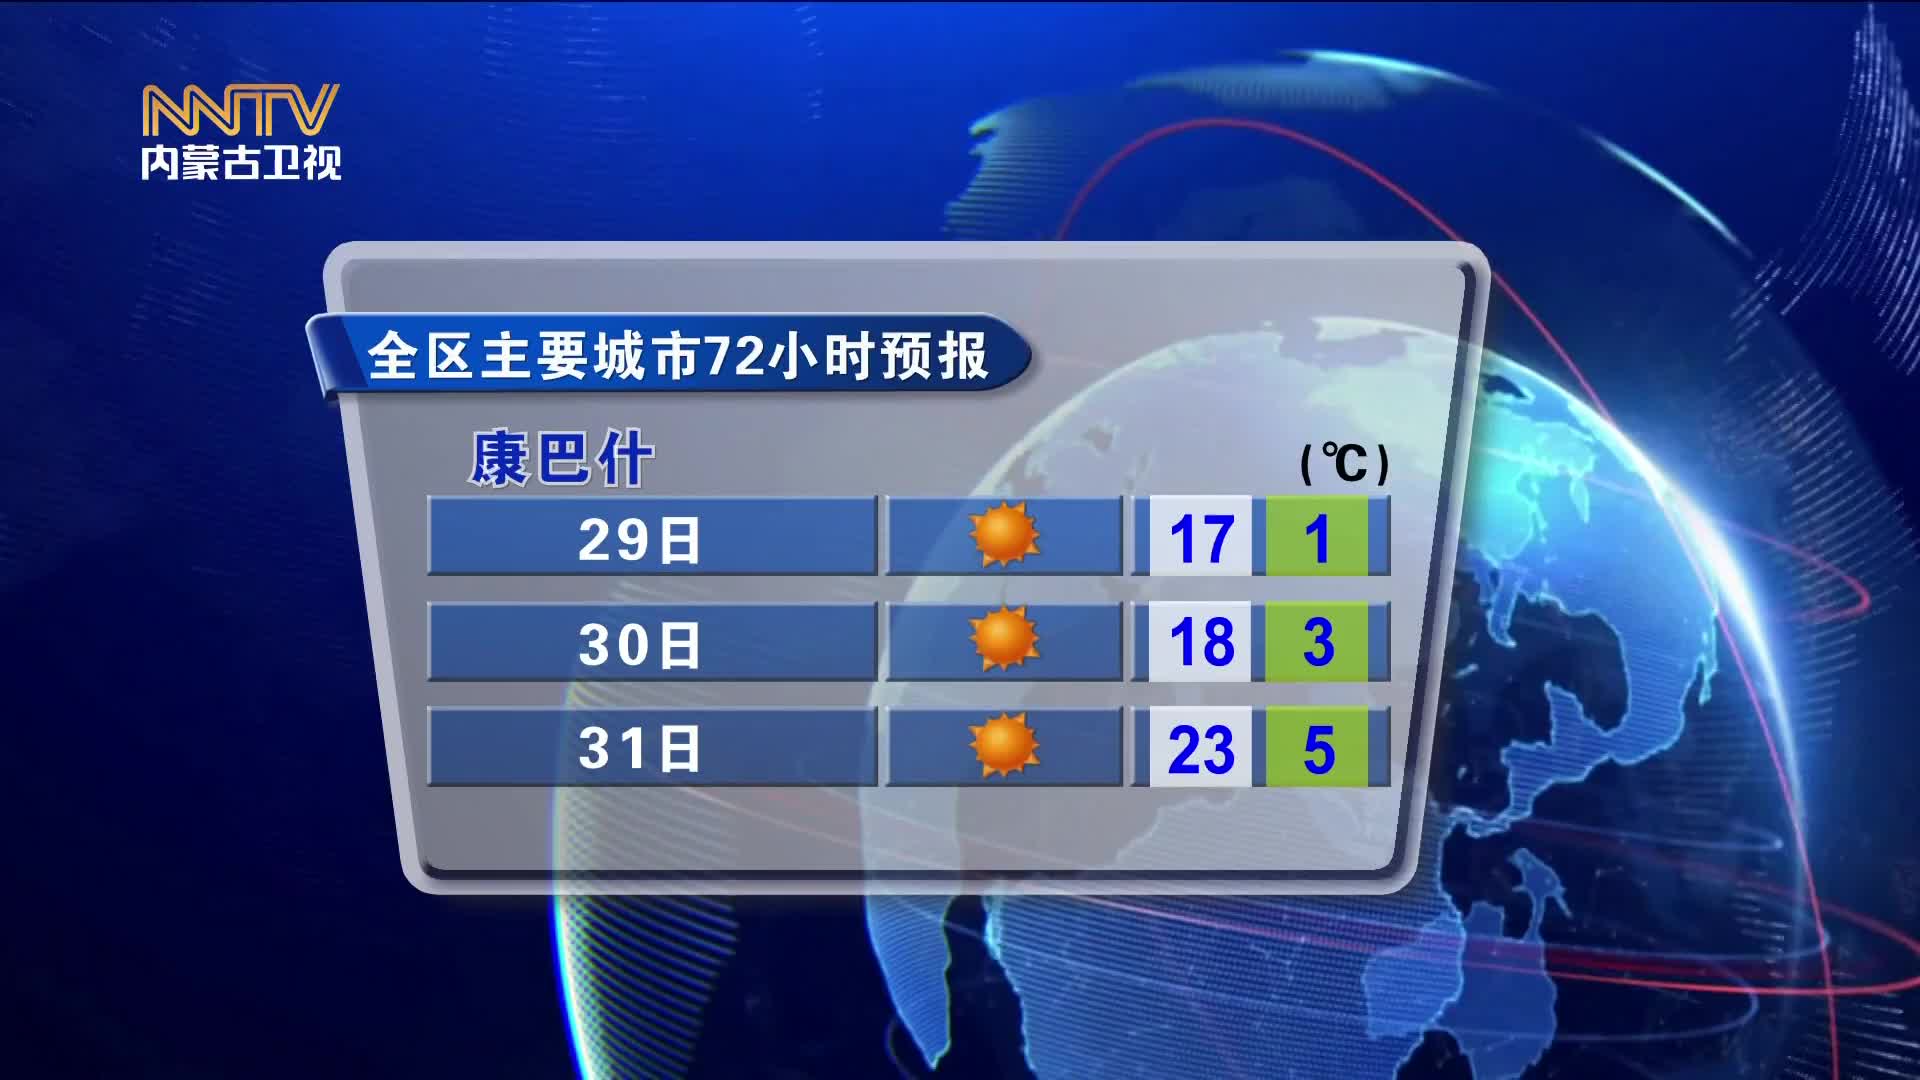 NNTV
内蒙古卫视
全区主要城市72小时预报
康巴什 (℃)
29日 17 1
30日 18 3
31日 23 5